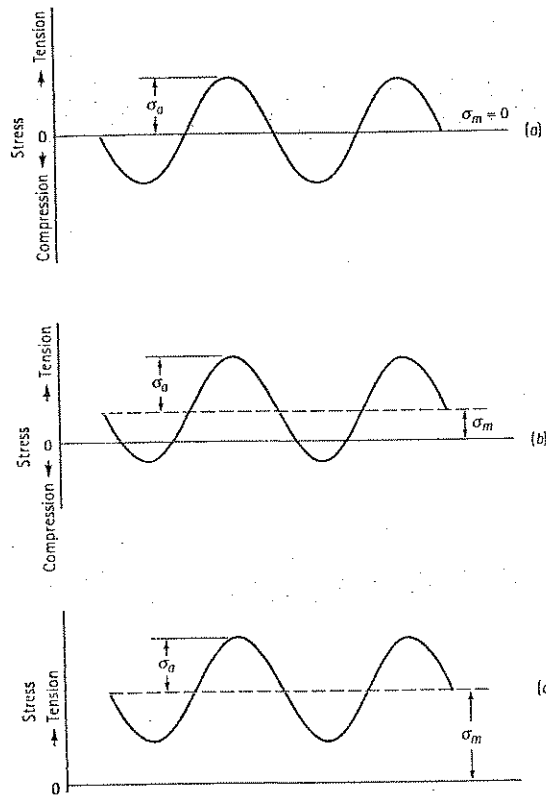 Stress
Compression ← → Tension
0
σa
σm = 0
(a)
Stress
Compression ← → Tension
0
σa
σm
(b)
Stress
→ Tension
0
σa
σm